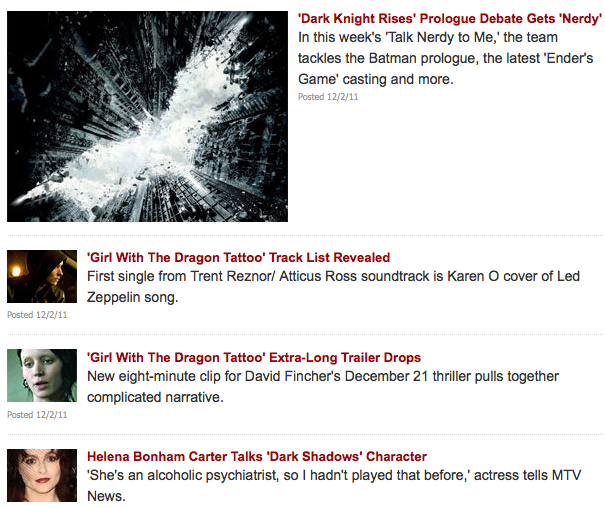 'Dark Knight Rises' Prologue Debate Gets 'Nerdy'
In this week's 'Talk Nerdy to Me,' the team
tackles the Batman prologue, the latest 'Ender's
Game' casting and more.
Posted 12/2/11
'Girl With The Dragon Tattoo' Track List Revealed
First single from Trent Reznor/ Atticus Ross soundtrack is Karen O cover of Led
Zeppelin song.
Posted 12/2/11
'Girl With The Dragon Tattoo' Extra-Long Trailer Drops
New eight-minute clip for David Fincher's December 21 thriller pulls together
complicated narrative.
Posted 12/2/11
Helena Bonham Carter Talks 'Dark Shadows' Character
'She's an alcoholic psychiatrist, so I hadn't played that before,' actress tells MTV
News.